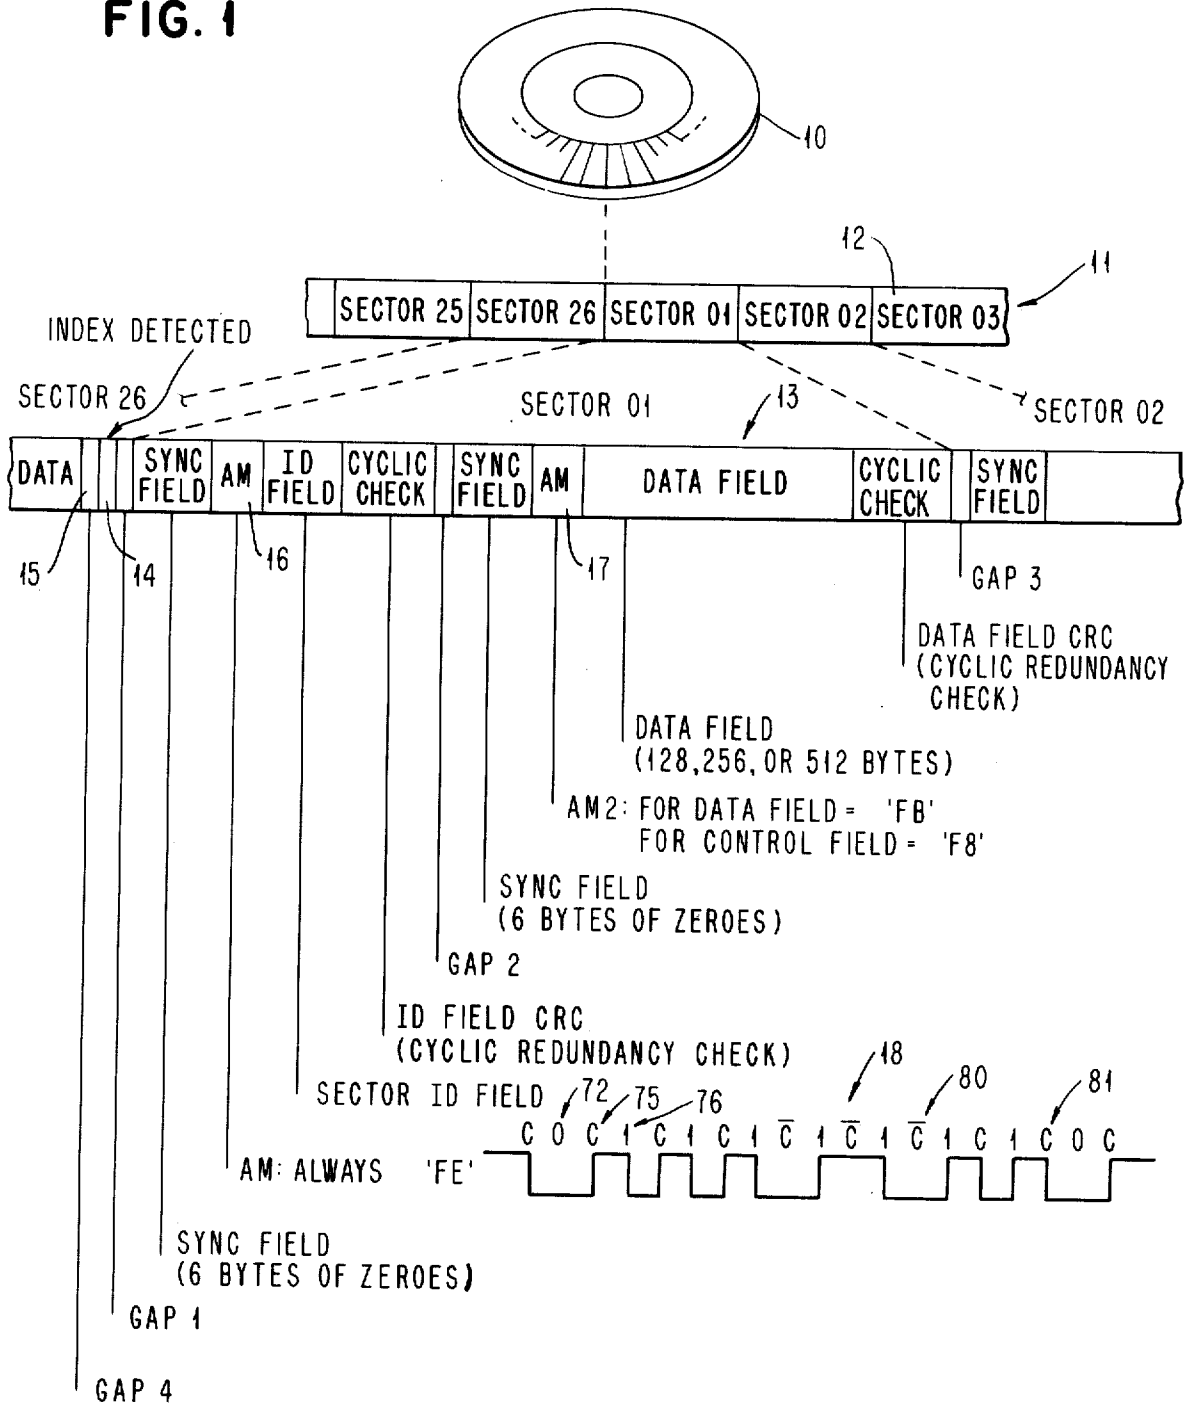 FIG. 1
10
12
11
SECTOR 25 SECTOR 26 SECTOR 01 SECTOR 02 SECTOR 03
INDEX DETECTED
SECTOR 26 SECTOR 01 13 SECTOR 02
DATA SYNC FIELD AM ID FIELD CYCLIC CHECK SYNC FIELD AM DATA FIELD CYCLIC CHECK SYNC FIELD
15 14 16 17
GAP 3
DATA FIELD CRC
(CYCLIC REDUNDANCY
CHECK)
DATA FIELD
(128,256, OR 512 BYTES)
AM2: FOR DATA FIELD = 'FB'
FOR CONTROL FIELD = 'F8'
SYNC FIELD
(6 BYTES OF ZEROES)
GAP 2
ID FIELD CRC
(CYCLIC REDUNDANCY CHECK)
SECTOR ID FIELD
72 75 76 18 80 81
C 0 C 1 C 1 C 1 C̅ 1 C̅ 1 C̅ 1 C 1 C 0 C
AM: ALWAYS 'FE'
SYNC FIELD
(6 BYTES OF ZEROES)
GAP 1
GAP 4